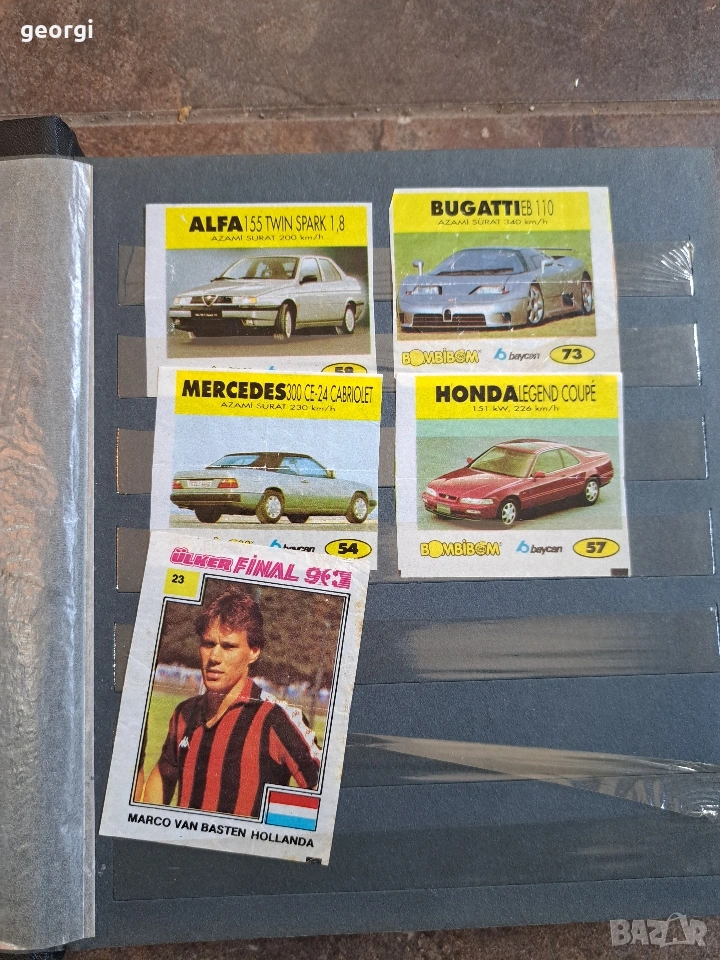 georgi
ALFA 155 TWIN SPARK 1,8
AZAMİ SÜRAT 200 km/h
BUGATTI EB 110
AZAMİ SÜRAT 340 km/h
BOMBİBOM baycan 73
MERCEDES 300 CE-24 CABRIOLET
AZAMİ SÜRAT 230 km/h
baycan 54
HONDA LEGEND COUPÉ
151 kW, 226 km/h
BOMBİBOM baycan 57
ÜLKER FİNAL
23
MARCO VAN BASTEN HOLLANDA
BAZAR